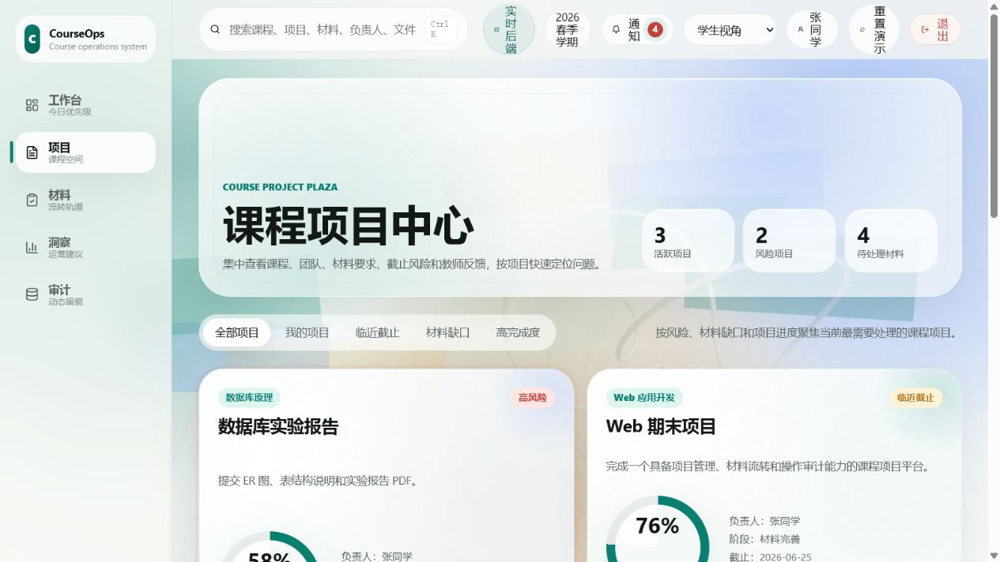 C
CourseOps
Course operations system
工作台
今日优先级
项目
课程空间
材料
流转轨道
洞察
运营建议
审计
动态留痕
搜索课程、项目、材料、负责人、文件
Ctrl
K
实
时
后
端
2026
春季
学期
通
知
4
学生视角
张
同
学
重
置
演
示
退
出
COURSE PROJECT PLAZA
课程项目中心
集中查看课程、团队、材料要求、截止风险和教师反馈，按项目快速定位问题。
3
活跃项目
2
风险项目
4
待处理材料
全部项目
我的项目
临近截止
材料缺口
高完成度
按风险、材料缺口和项目进度聚焦当前最需要处理的课程项目。
数据库原理
高风险
数据库实验报告
提交 ER 图、表结构说明和实验报告 PDF。
58%
负责人：张同学
Web 应用开发
临近截止
Web 期末项目
完成一个具备项目管理、材料流转和操作审计能力的课程项目平台。
76%
负责人：张同学
阶段：材料完善
截止：2026-06-25